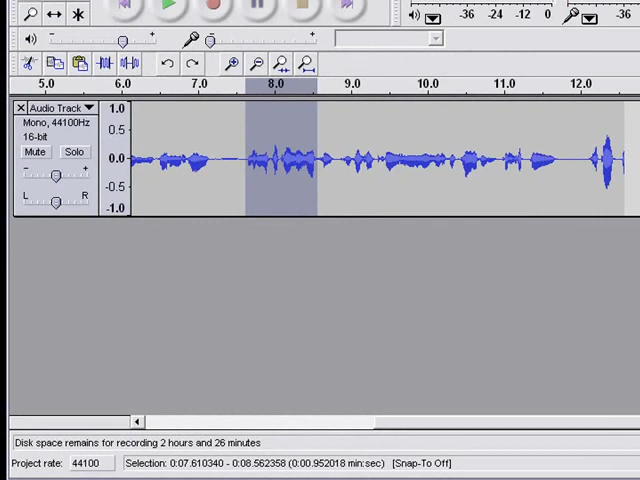 -36 -24 -12 0 -36
- + - +
5.0 6.0 7.0 8.0 9.0 10.0 11.0 12.0
Audio Track
Mono, 44100Hz
16-bit
Mute Solo
- +
L R
1.0
0.5
0.0
-0.5
-1.0
Disk space remains for recording 2 hours and 26 minutes
Project rate: 44100 Selection: 0:07.610340 - 0:08.562358 (0:00.952018 min:sec) [Snap-To Off]